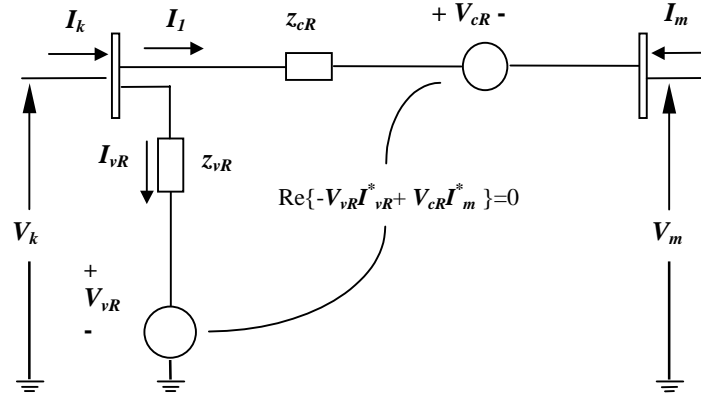 I_k
I_1
z_cR
+ V_cR -
I_m
I_vR
z_vR
Re{-V_vR I^*_vR + V_cR I^*_m }=0
V_k
V_m
+
V_vR
-